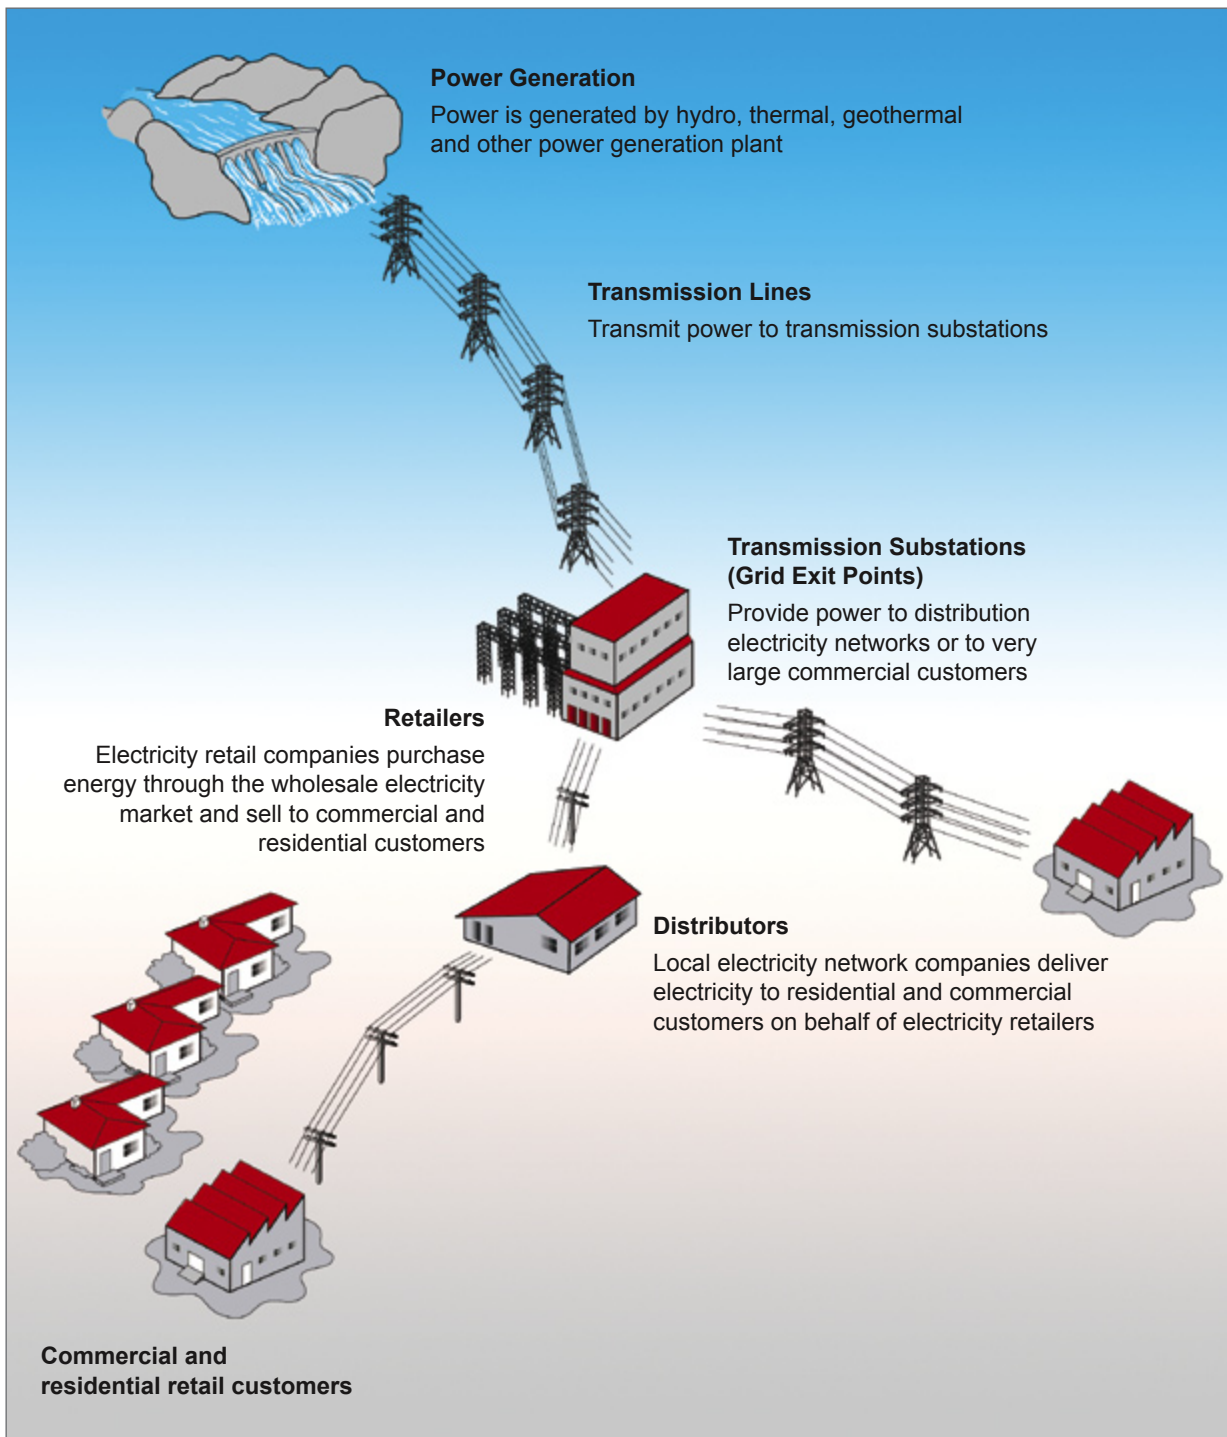 Power Generation
Power is generated by hydro, thermal, geothermal
and other power generation plant
Transmission Lines
Transmit power to transmission substations
Transmission Substations
(Grid Exit Points)
Provide power to distribution
electricity networks or to very
large commercial customers
Retailers
Electricity retail companies purchase
energy through the wholesale electricity
market and sell to commercial and
residential customers
Distributors
Local electricity network companies deliver
electricity to residential and commercial
customers on behalf of electricity retailers
Commercial and
residential retail customers